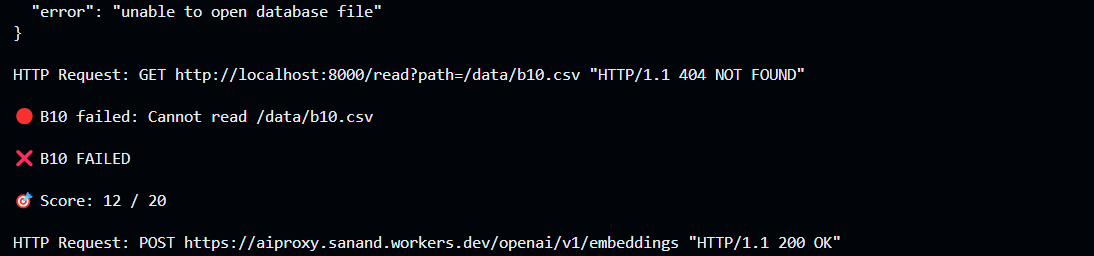 "error": "unable to open database file"
}
HTTP Request: GET http://localhost:8000/read?path=/data/b10.csv "HTTP/1.1 404 NOT FOUND"
🔴 B10 failed: Cannot read /data/b10.csv
❌ B10 FAILED
🎯 Score: 12 / 20
HTTP Request: POST https://aiproxy.sanand.workers.dev/openai/v1/embeddings "HTTP/1.1 200 OK"